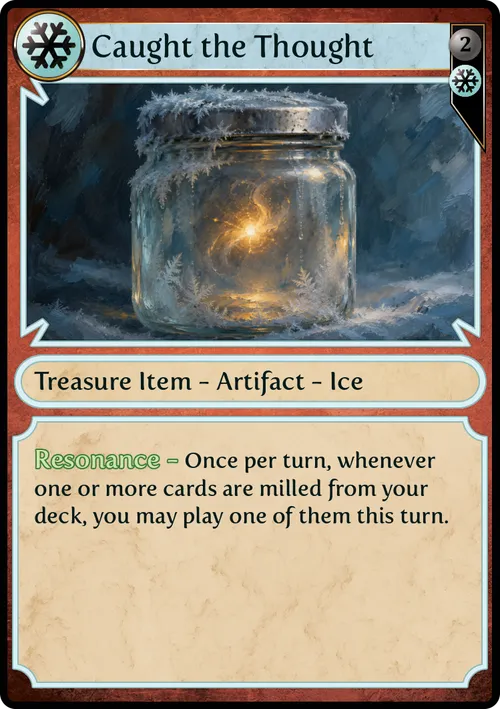 Caught the Thought
2
Treasure Item - Artifact - Ice
Resonance - Once per turn, whenever
one or more cards are milled from your
deck, you may play one of them this turn.